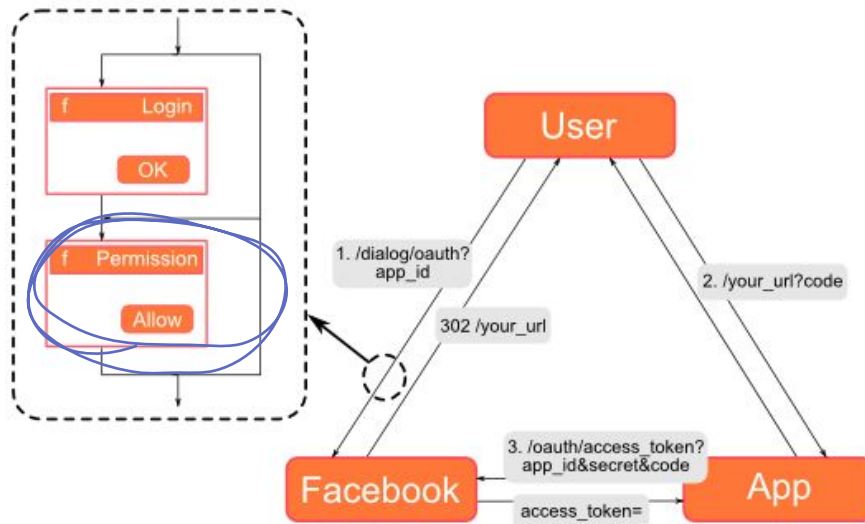 f Login
OK
f Permission
Allow
User
1. /dialog/oauth?
app_id
302 /your_url
2. /your_url?code
3. /oauth/access_token?
app_id&secret&code
Facebook
access_token=
App